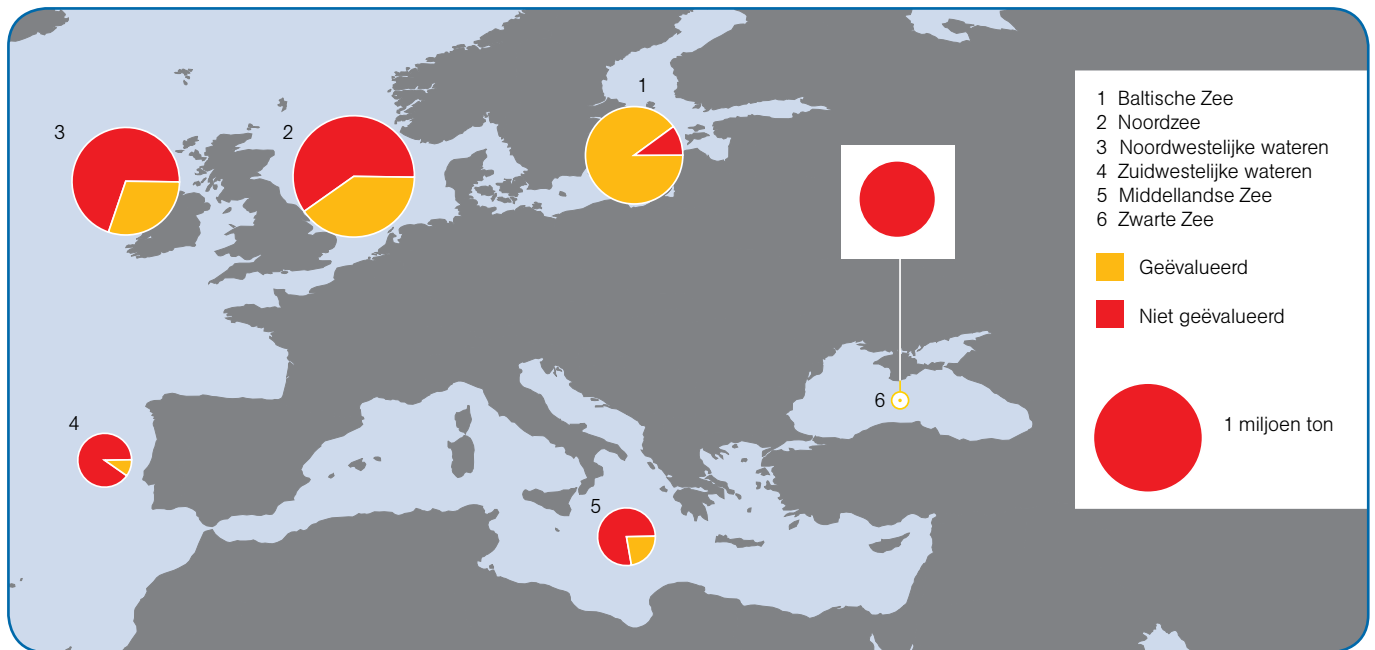 1
2
3
4
5
6
1 Baltische Zee
2 Noordzee
3 Noordwestelijke wateren
4 Zuidwestelijke wateren
5 Middellandse Zee
6 Zwarte Zee
Geëvalueerd
Niet geëvalueerd
1 miljoen ton